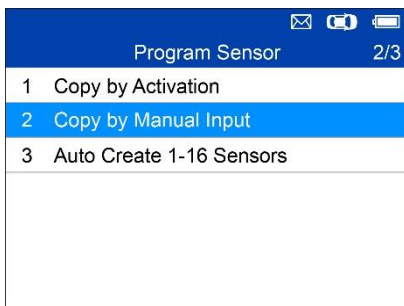 Program Sensor 2/3
1 Copy by Activation
2 Copy by Manual Input
3 Auto Create 1-16 Sensors